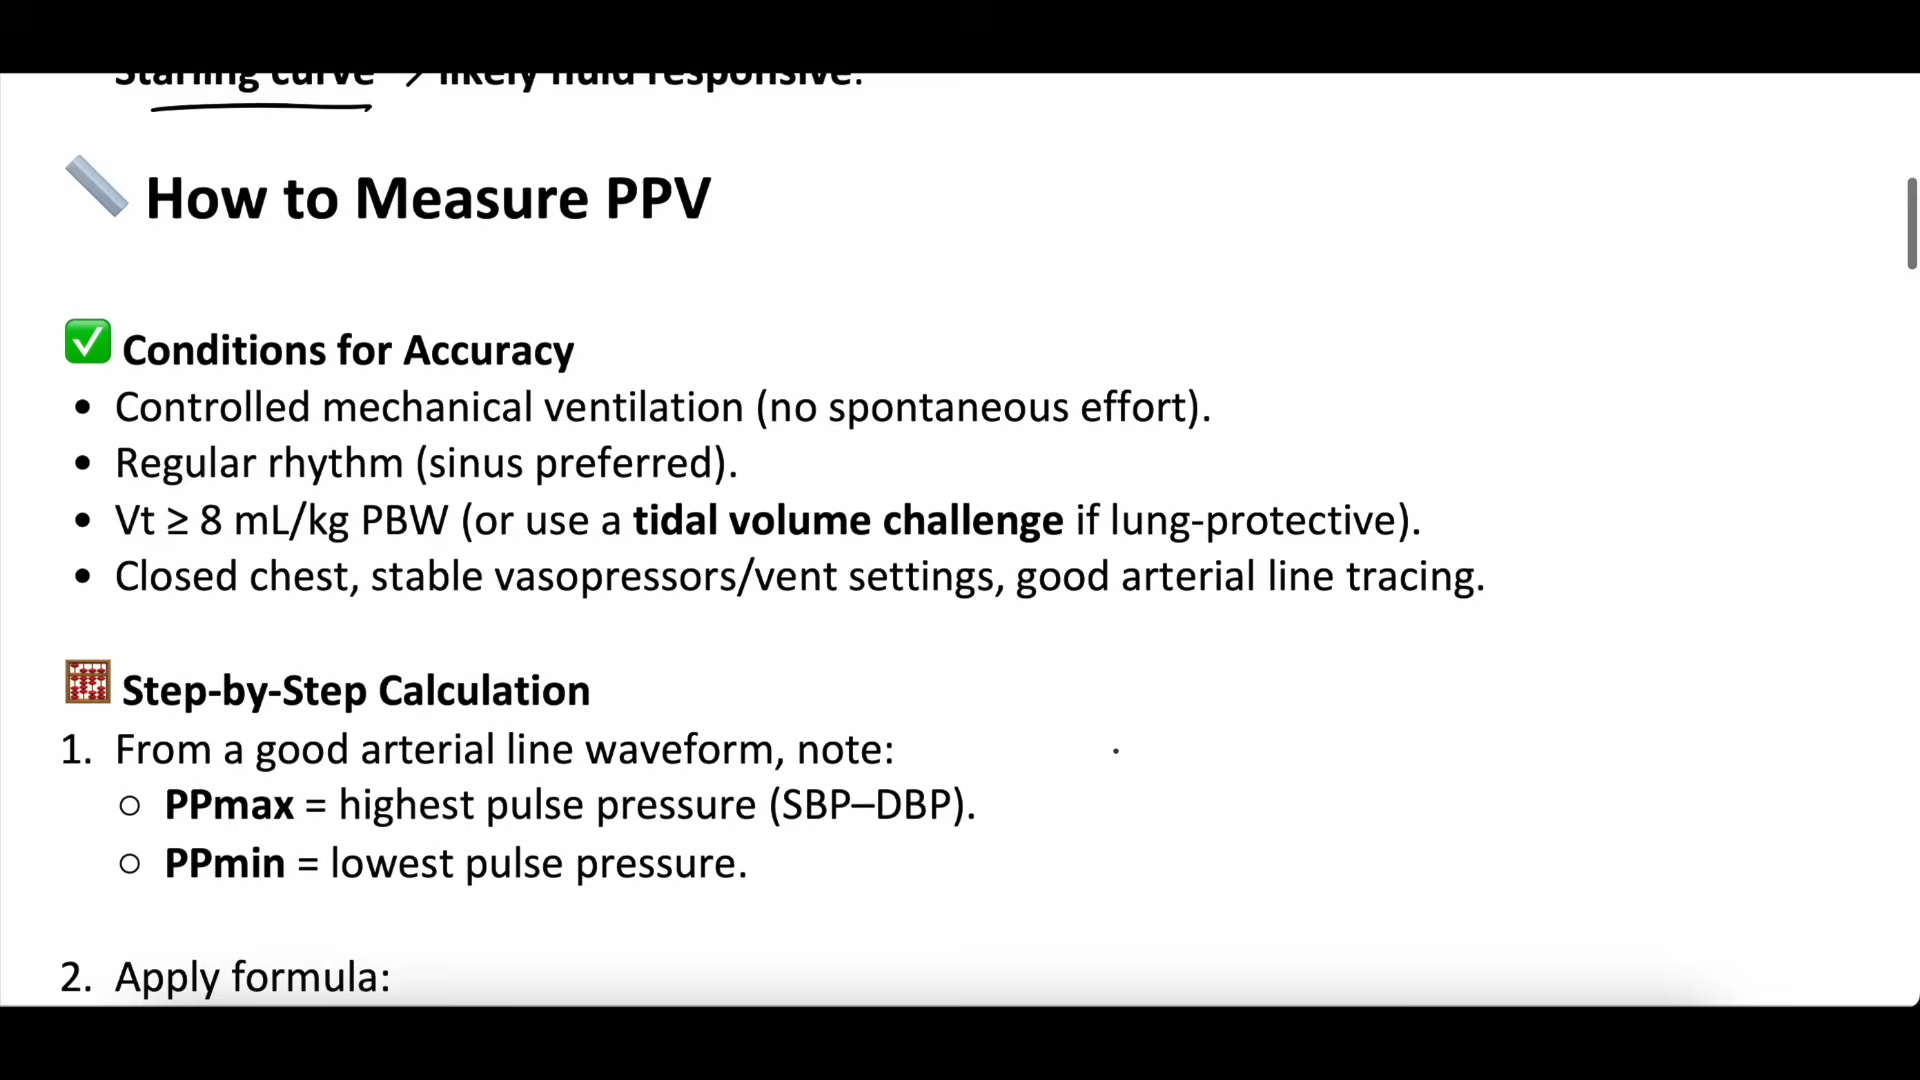 Starling curve → likely fluid responsive.
How to Measure PPV
Conditions for Accuracy
• Controlled mechanical ventilation (no spontaneous effort).
• Regular rhythm (sinus preferred).
• Vt ≥ 8 mL/kg PBW (or use a tidal volume challenge if lung-protective).
• Closed chest, stable vasopressors/vent settings, good arterial line tracing.
Step-by-Step Calculation
1. From a good arterial line waveform, note:
○ PPmax = highest pulse pressure (SBP–DBP).
○ PPmin = lowest pulse pressure.
2. Apply formula: